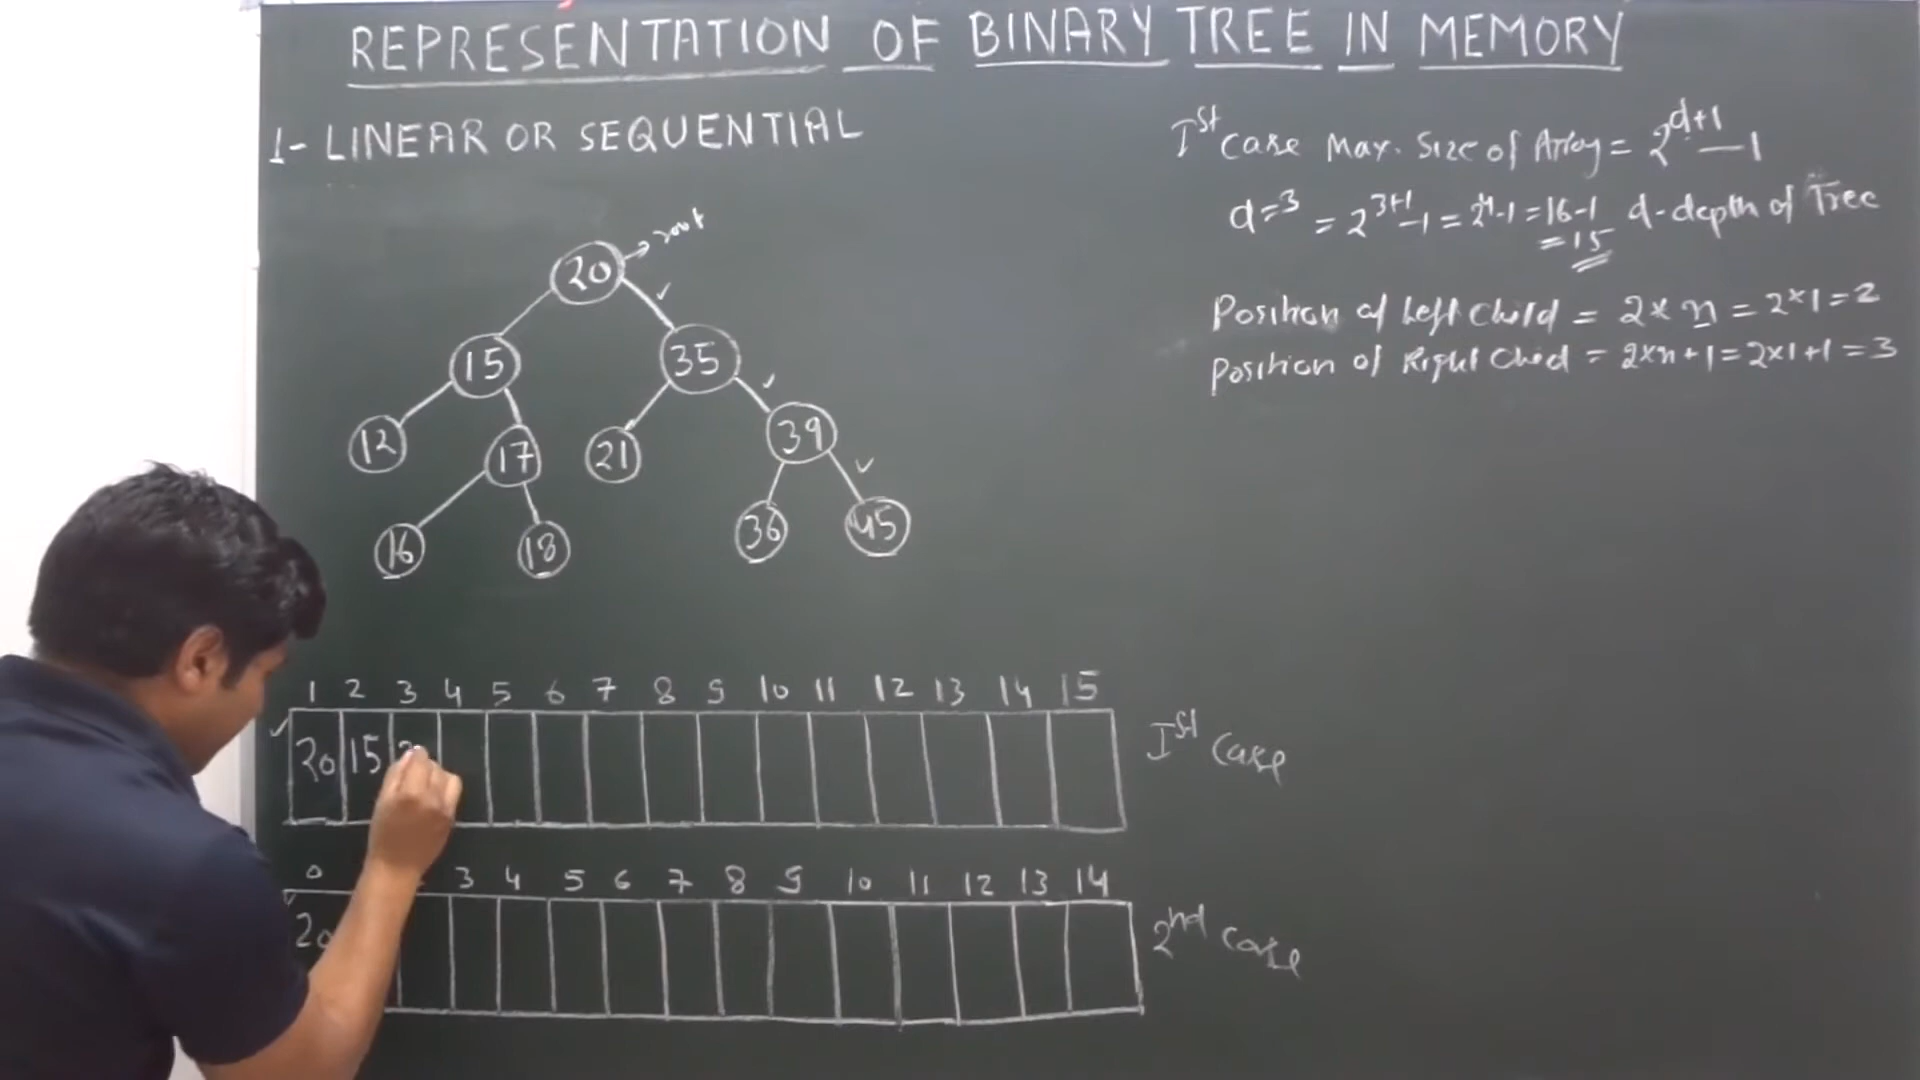 REPRESENTATION OF BINARY TREE IN MEMORY
1- LINEAR OR SEQUENTIAL
Ist Case Max. Size of Array = 2^d+1 - 1
d=3 = 2^3+1 -1 = 2^4-1 = 16-1 d-depth of Tree
= 15
Position of Left Child = 2 * n = 2 x 1 = 2
Position of Right Child = 2 x n + 1 = 2 x 1 + 1 = 3
20 → root
15 35
12 17 21 39
16 18 36 45
1 2 3 4 5 6 7 8 9 10 11 12 13 14 15
20 15 Ist Case
0 3 4 5 6 7 8 9 10 11 12 13 14
20 2nd Case